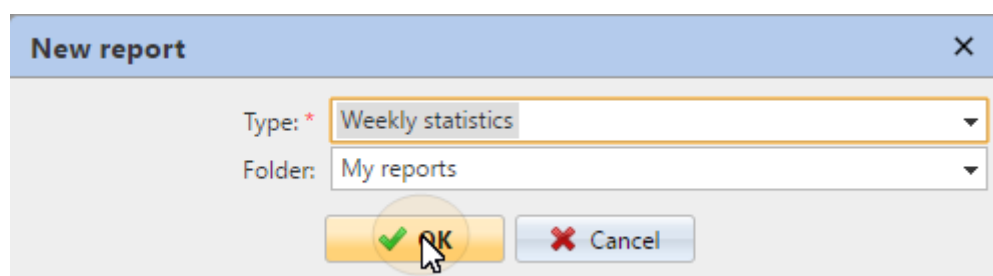 New report
Type: * Weekly statistics
Folder: My reports
OK Cancel